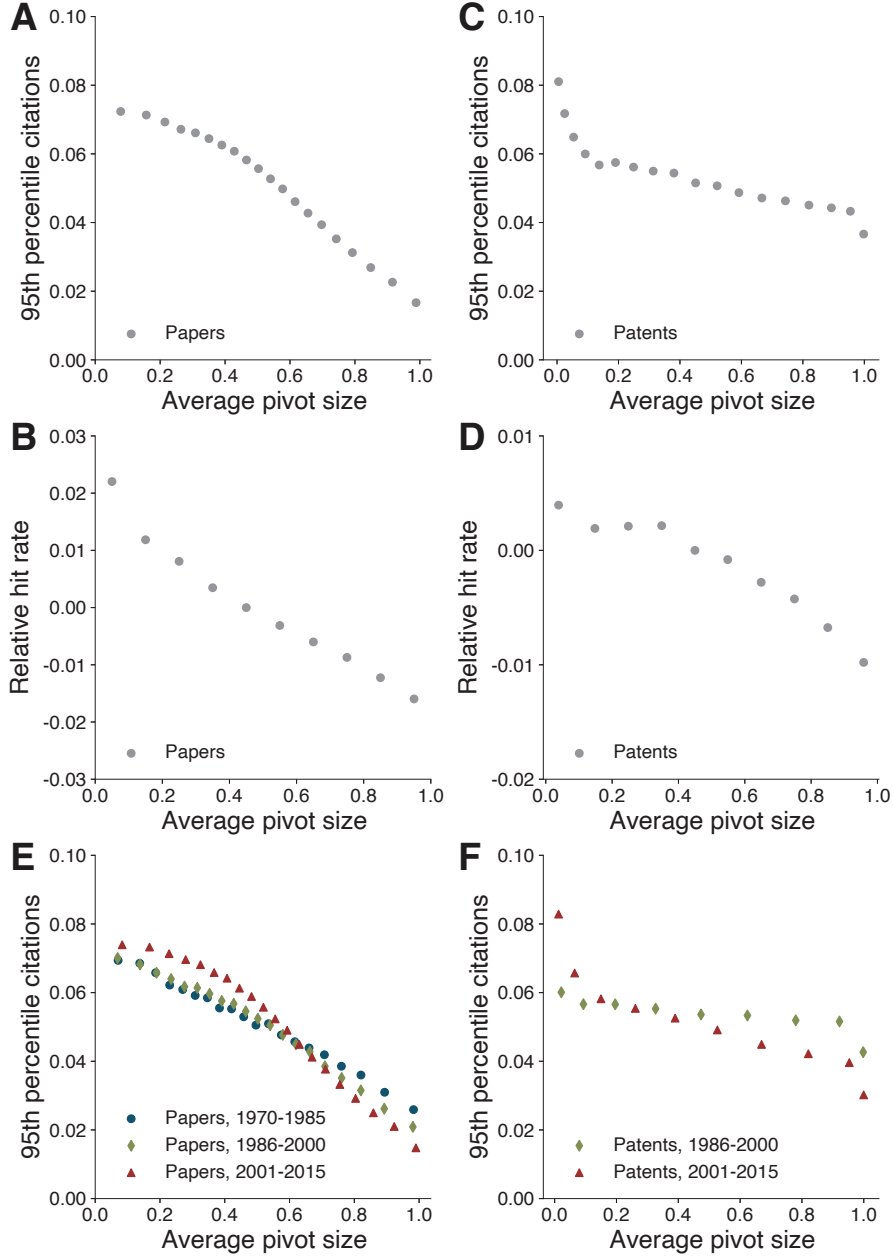 A
0.10
0.08
0.06
0.04
0.02
0.00
95th percentile citations
Papers
0.0 0.2 0.4 0.6 0.8 1.0
Average pivot size
C
0.10
0.08
0.06
0.04
0.02
0.00
95th percentile citations
Patents
0.0 0.2 0.4 0.6 0.8 1.0
Average pivot size
B
0.03
0.02
0.01
0.00
-0.01
-0.02
-0.03
Relative hit rate
Papers
0.0 0.2 0.4 0.6 0.8 1.0
Average pivot size
D
0.01
0.00
-0.01
-0.02
Relative hit rate
Patents
0.0 0.2 0.4 0.6 0.8 1.0
Average pivot size
E
0.10
0.08
0.06
0.04
0.02
0.00
95th percentile citations
Papers, 1970-1985
Papers, 1986-2000
Papers, 2001-2015
0.0 0.2 0.4 0.6 0.8 1.0
Average pivot size
F
0.10
0.08
0.06
0.04
0.02
0.00
95th percentile citations
Patents, 1986-2000
Patents, 2001-2015
0.0 0.2 0.4 0.6 0.8 1.0
Average pivot size